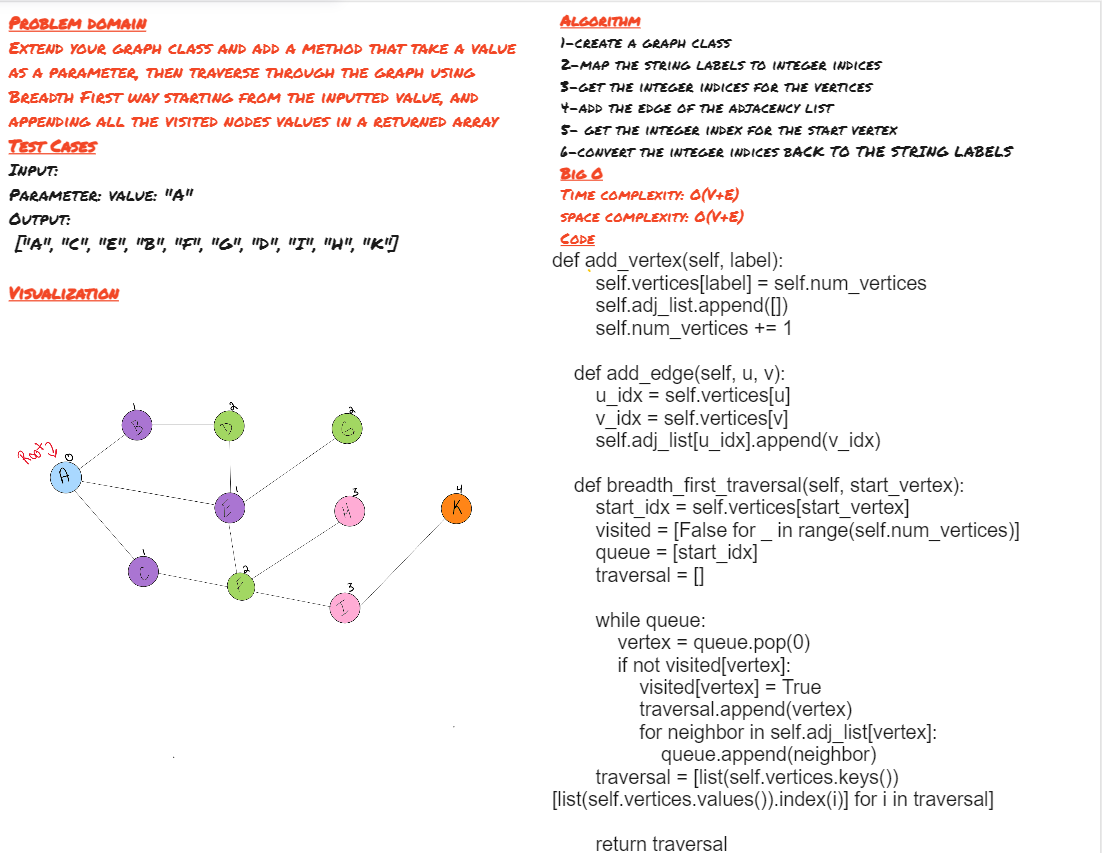 Problem domain
Extend your graph class and add a method that take a value
as a parameter, then traverse through the graph using
Breadth First way starting from the inputted value, and
appending all the visited nodes values in a returned array
Test Cases
Input:
Parameter: value: "A"
Output:
["A", "C", "E", "B", "F", "G", "D", "I", "H", "K"]
Visualization
Root
0
A
1
B
2
D
2
G
1
E
3
H
4
K
1
C
2
F
3
I
Algorithm
1-create a graph class
2-map the string labels to integer indices
3-get the integer indices for the vertices
4-add the edge of the adjacency list
5- get the integer index for the start vertex
6-convert the integer indices back to the string labels
Big O
Time complexity: O(V+E)
space complexity: O(V+E)
Code
def add_vertex(self, label):
self.vertices[label] = self.num_vertices
self.adj_list.append([])
self.num_vertices += 1
def add_edge(self, u, v):
u_idx = self.vertices[u]
v_idx = self.vertices[v]
self.adj_list[u_idx].append(v_idx)
def breadth_first_traversal(self, start_vertex):
start_idx = self.vertices[start_vertex]
visited = [False for _ in range(self.num_vertices)]
queue = [start_idx]
traversal = []
while queue:
vertex = queue.pop(0)
if not visited[vertex]:
visited[vertex] = True
traversal.append(vertex)
for neighbor in self.adj_list[vertex]:
queue.append(neighbor)
traversal = [list(self.vertices.keys())
[list(self.vertices.values()).index(i)] for i in traversal]
return traversal